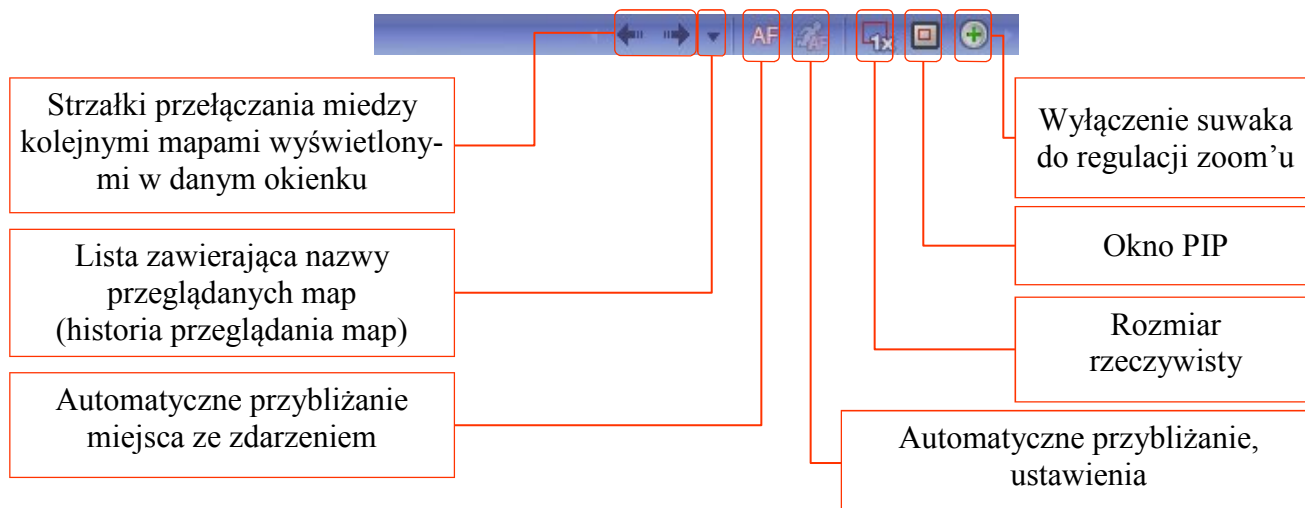 AF
AF
1x
Strzałki przełączania miedzy
kolejnymi mapami wyświetlony-
mi w danym okienku
Lista zawierająca nazwy
przeglądanych map
(historia przeglądania map)
Automatyczne przybliżanie
miejsca ze zdarzeniem
Wyłączenie suwaka
do regulacji zoom’u
Okno PIP
Rozmiar
rzeczywisty
Automatyczne przybliżanie,
ustawienia